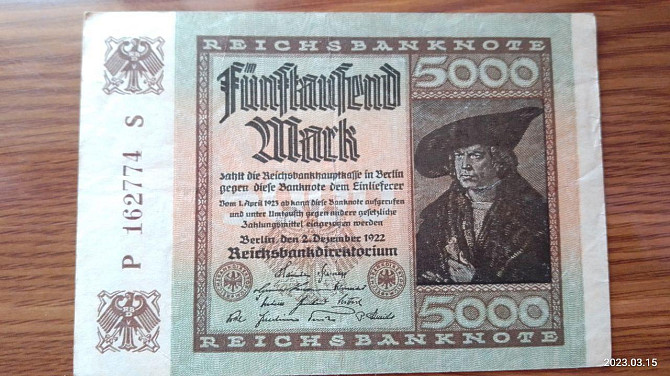 REICHSBANKNOTE
5000
Fünftausend
Mark
zahlt die Reichsbankhauptkasse in Berlin
gegen diese Banknote dem Einlieferer
Vom 1. April 1923 ab kann diese Banknote aufgerufen
und unter Umtausch gegen andere gesetzliche
Zahlungsmittel eingezogen werden
Berlin, den 2. Dezember 1922
Reichsbankdirektorium
5000
REICHSBANKNOTE
P 162774 S
2023.03.15